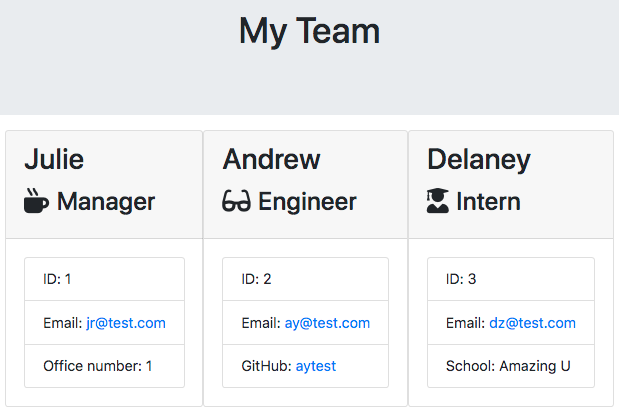 My Team
Julie
Manager
ID: 1
Email: jr@test.com
Office number: 1
Andrew
Engineer
ID: 2
Email: ay@test.com
GitHub: aytest
Delaney
Intern
ID: 3
Email: dz@test.com
School: Amazing U